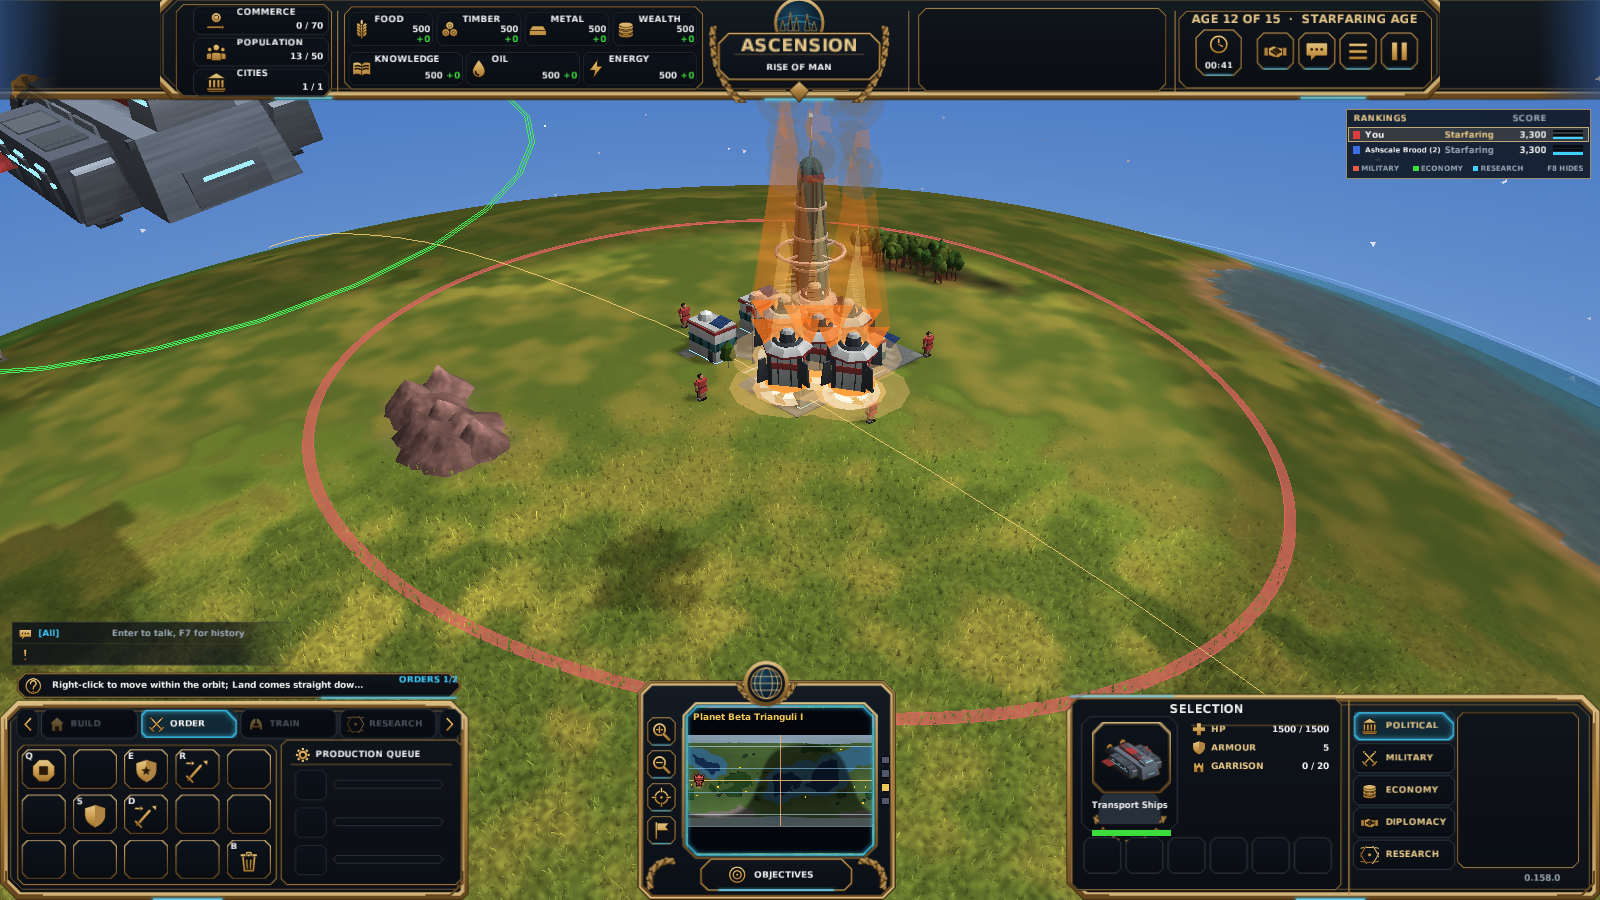 COMMERCE
0 / 70
POPULATION
13 / 50
CITIES
1 / 1
FOOD
500
+0
TIMBER
500
+0
METAL
500
+0
WEALTH
500
+0
KNOWLEDGE
500 +0
OIL
500 +0
ENERGY
500 +0
ASCENSION
RISE OF MAN
AGE 12 OF 15 · STARFARING AGE
00:41
RANKINGS SCORE
You Starfaring 3,300
Ashscale Brood (2) Starfaring 3,300
MILITARY ECONOMY RESEARCH F8 HIDES
[All] Enter to talk, F7 for history
!
Right-click to move within the orbit; Land comes straight dow...
ORDERS 1/2
BUILD
ORDER
TRAIN
RESEARCH
Q
E
R
S
D
B
PRODUCTION QUEUE
Planet Beta Trianguli I
OBJECTIVES
SELECTION
HP 1500 / 1500
ARMOUR 5
GARRISON 0 / 20
Transport Ships
POLITICAL
MILITARY
ECONOMY
DIPLOMACY
RESEARCH
0.158.0